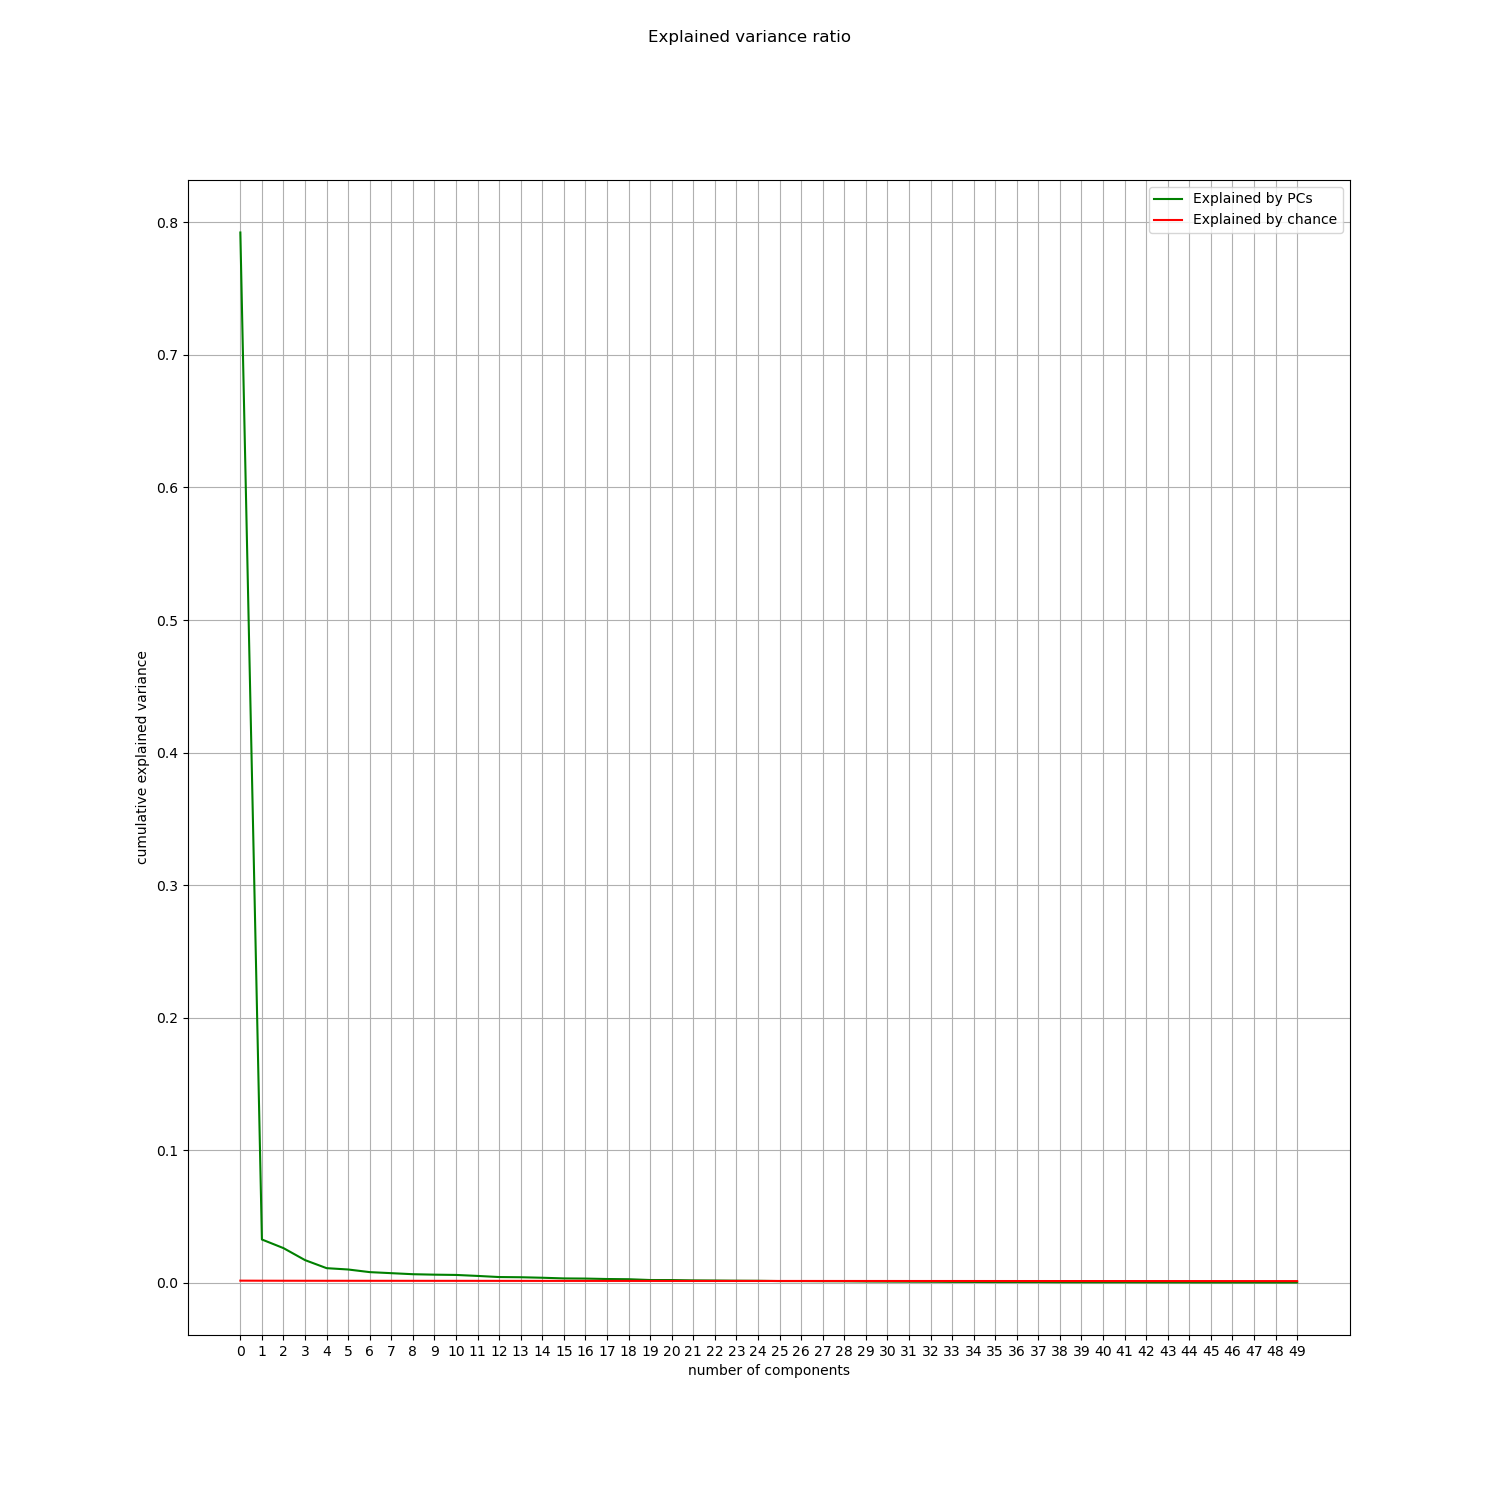 Explained variance ratio
Explained by PCs
Explained by chance
0.8
0.7
0.6
0.5
0.4
0.3
0.2
0.1
0.0
cumulative explained variance
0 1 2 3 4 5 6 7 8 9 10 11 12 13 14 15 16 17 18 19 20 21 22 23 24 25 26 27 28 29 30 31 32 33 34 35 36 37 38 39 40 41 42 43 44 45 46 47 48 49
number of components